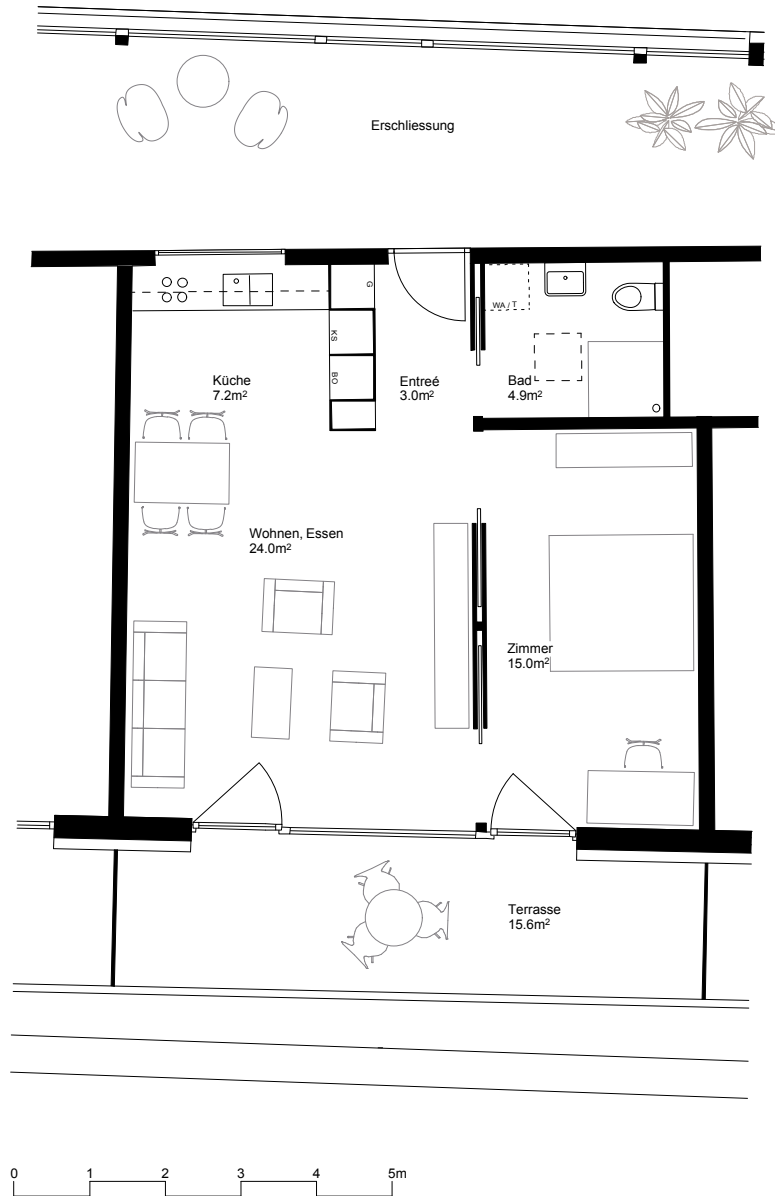 Erschliessung
G
WA / T
KS
BO
Küche
7.2m²
Entreé
3.0m²
Bad
4.9m²
Wohnen, Essen
24.0m²
Zimmer
15.0m²
Terrasse
15.6m²
0 1 2 3 4 5m